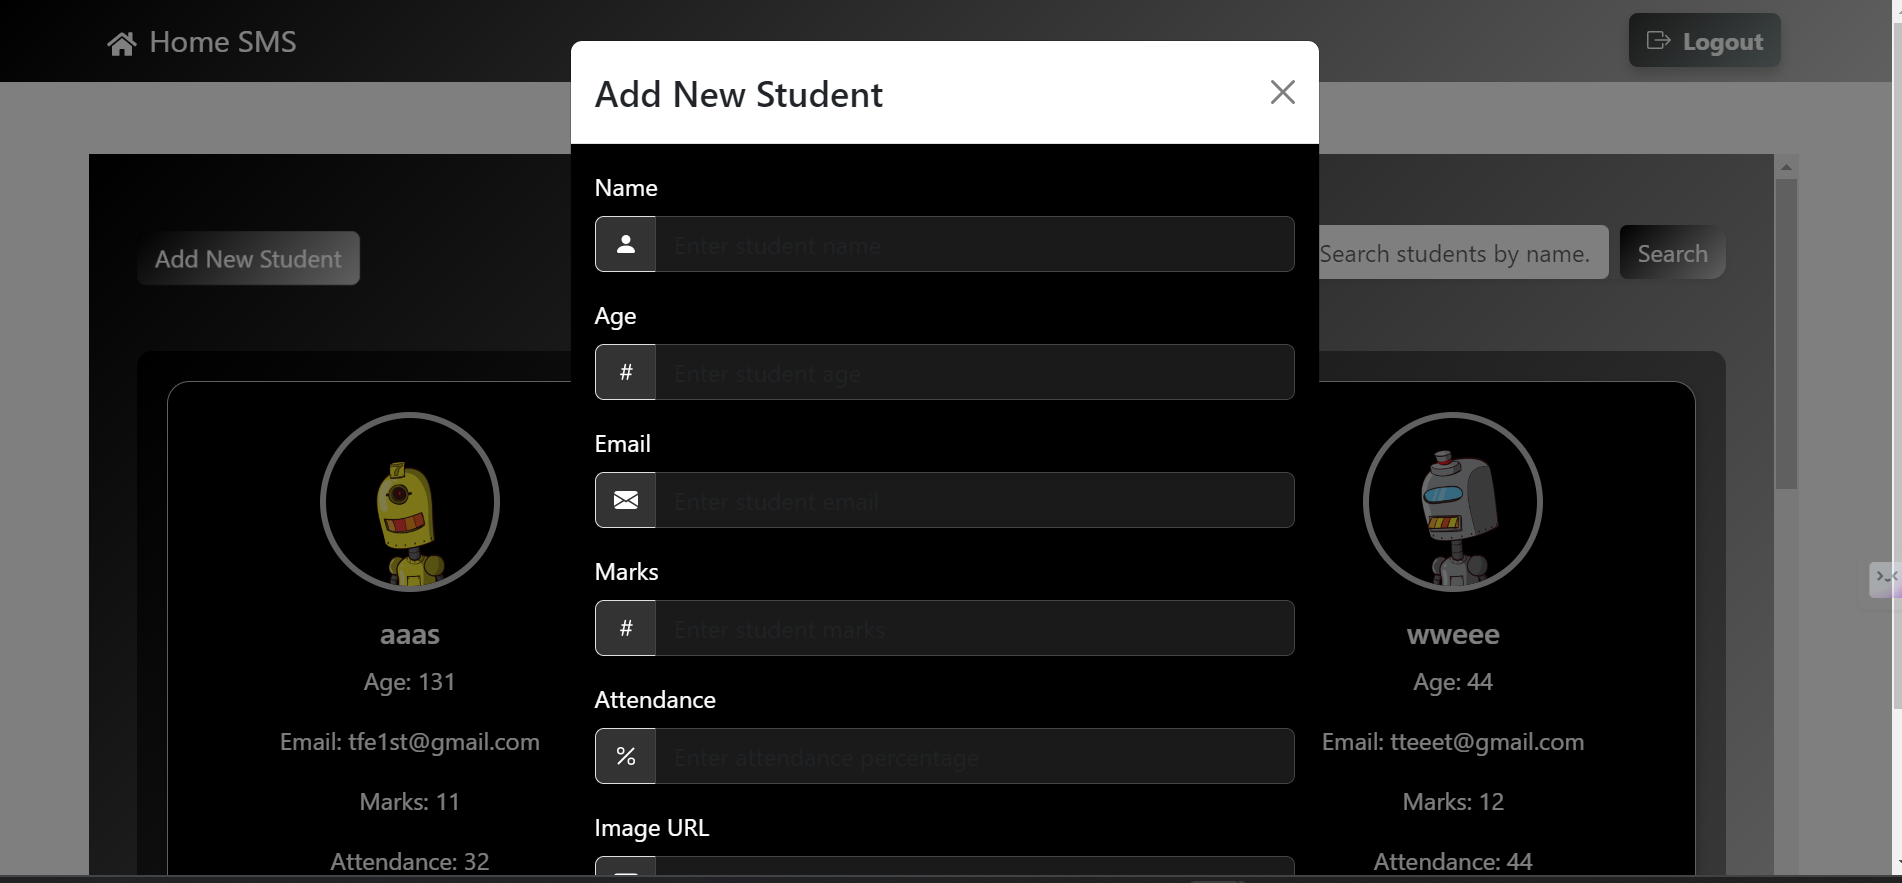 Home SMS
Logout
Add New Student
Name
Enter student name
Age
#
Enter student age
Email
Enter student email
Marks
#
Enter student marks
Attendance
%
Enter attendance percentage
Image URL
Add New Student
Search students by name.
Search
7
aaas
Age: 131
Email: tfe1st@gmail.com
Marks: 11
Attendance: 32
wweee
Age: 44
Email: tteeet@gmail.com
Marks: 12
Attendance: 44